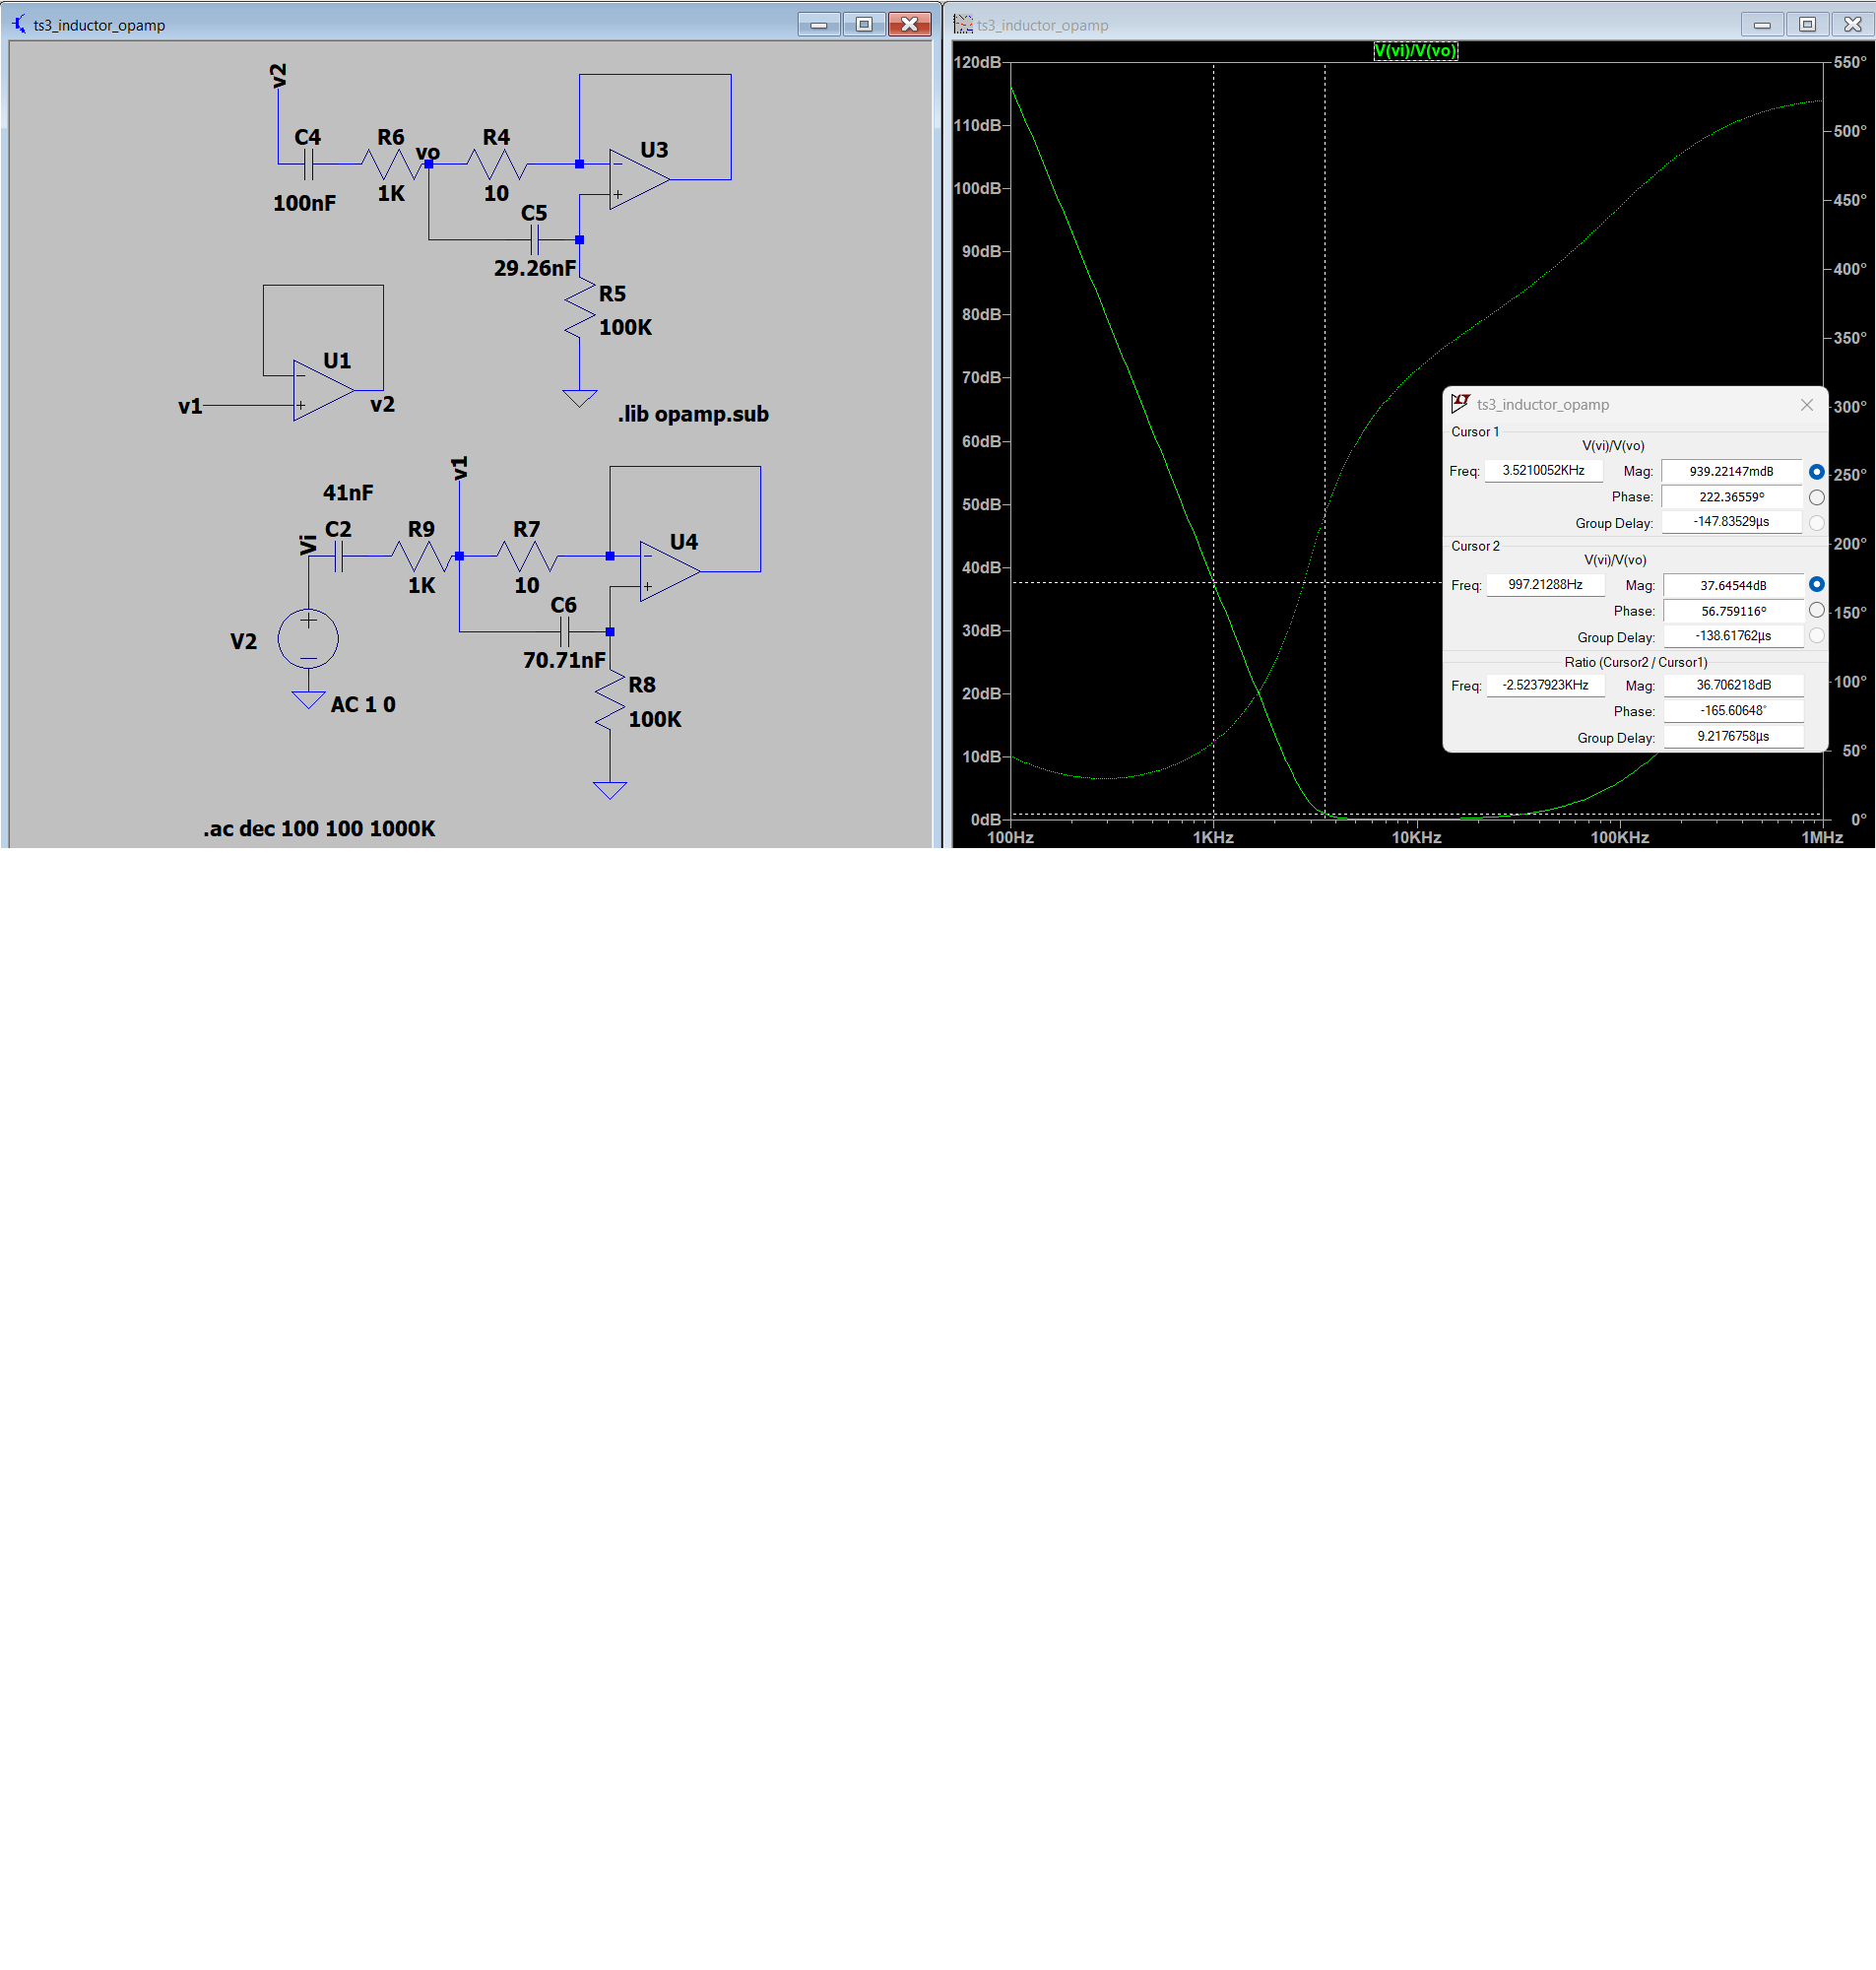 ts3_inductor_opamp
v2
C4
R6
vo
R4
U3
100nF
1K
10
C5
29.26nF
R5
100K
U1
v1
v2
.lib opamp.sub
v1
41nF
Vi
C2
R9
R7
U4
1K
10
C6
V2
70.71nF
R8
AC 1 0
100K
.ac dec 100 100 1000K
ts3_inductor_opamp
V(vi)/V(vo)
120dB
110dB
100dB
90dB
80dB
70dB
60dB
50dB
40dB
30dB
20dB
10dB
0dB
550°
500°
450°
400°
350°
300°
250°
200°
150°
100°
50°
0°
100Hz 1KHz 10KHz 100KHz 1MHz
ts3_inductor_opamp
Cursor 1
V(vi)/V(vo)
Freq: 3.5210052KHz Mag: 939.22147mdB
Phase: 222.36559°
Group Delay: -147.83529µs
Cursor 2
V(vi)/V(vo)
Freq: 997.21288Hz Mag: 37.64544dB
Phase: 56.759116°
Group Delay: -138.61762µs
Ratio (Cursor2 / Cursor1)
Freq: -2.5237923KHz Mag: 36.706218dB
Phase: -165.60648°
Group Delay: 9.2176758µs